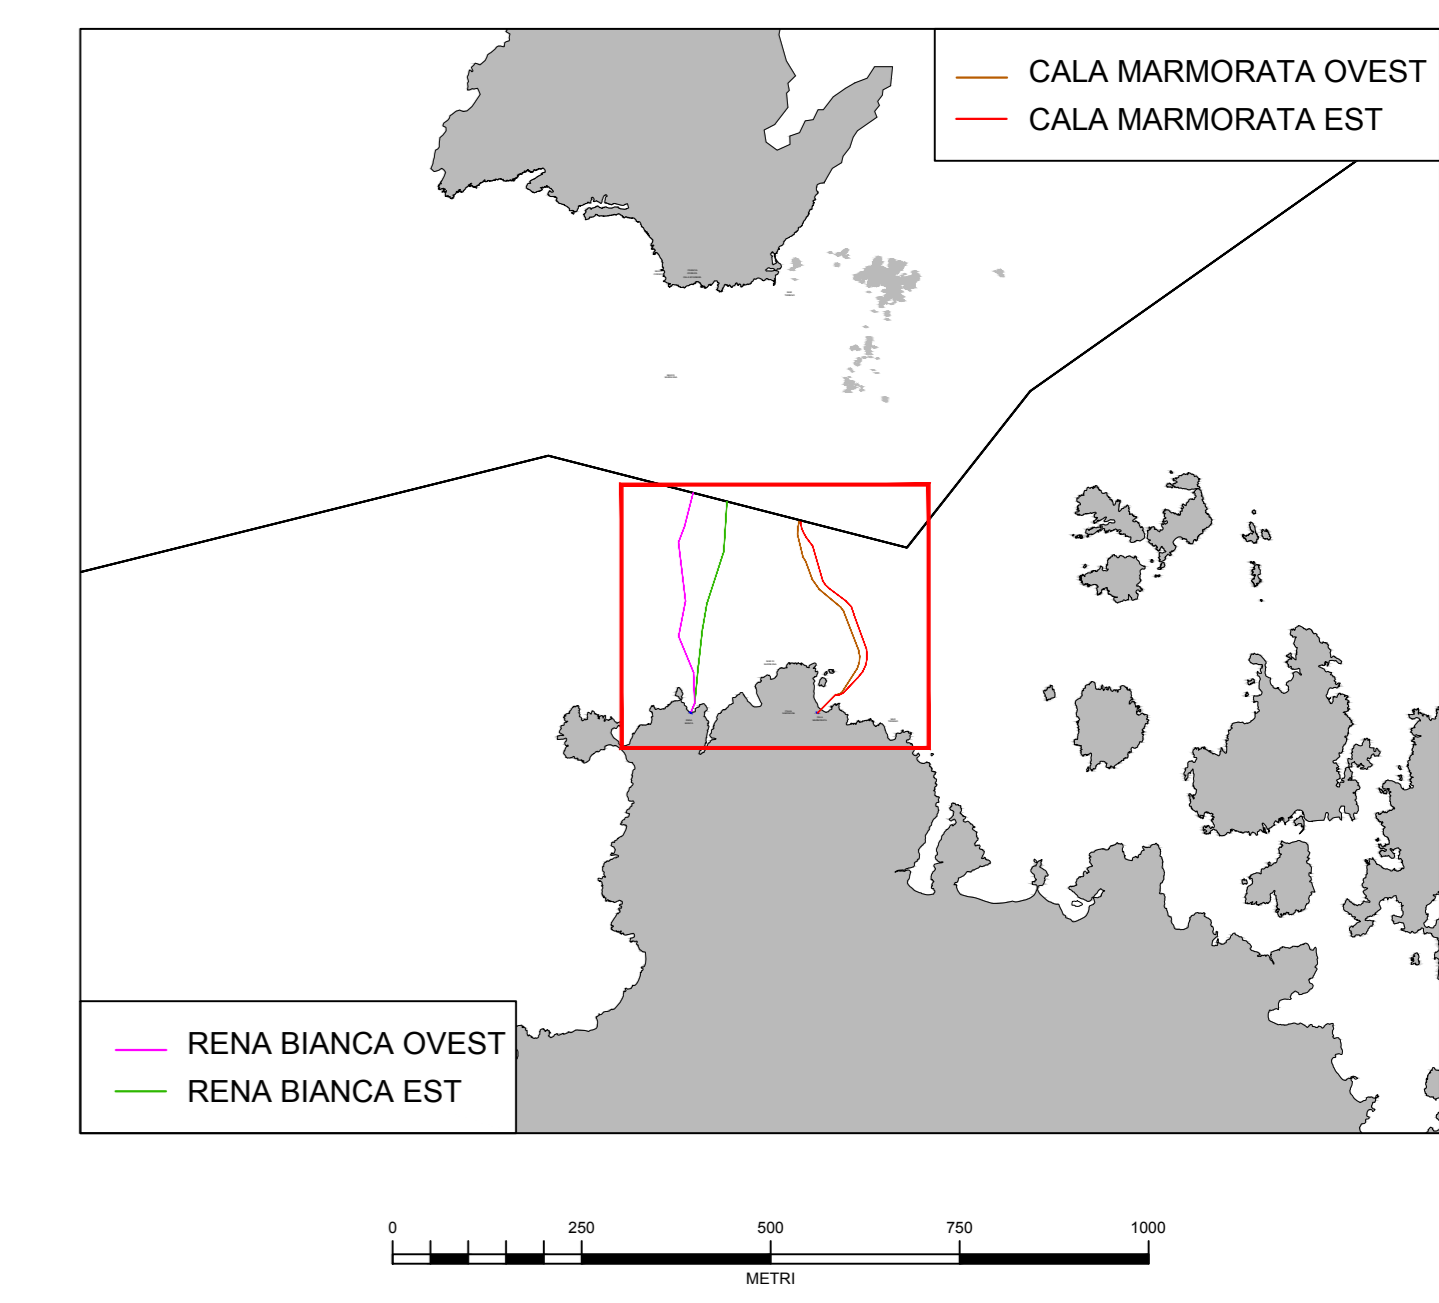 CALA MARMORATA OVEST
CALA MARMORATA EST
RENA BIANCA OVEST
RENA BIANCA EST
0 250 500 750 1000
METRI